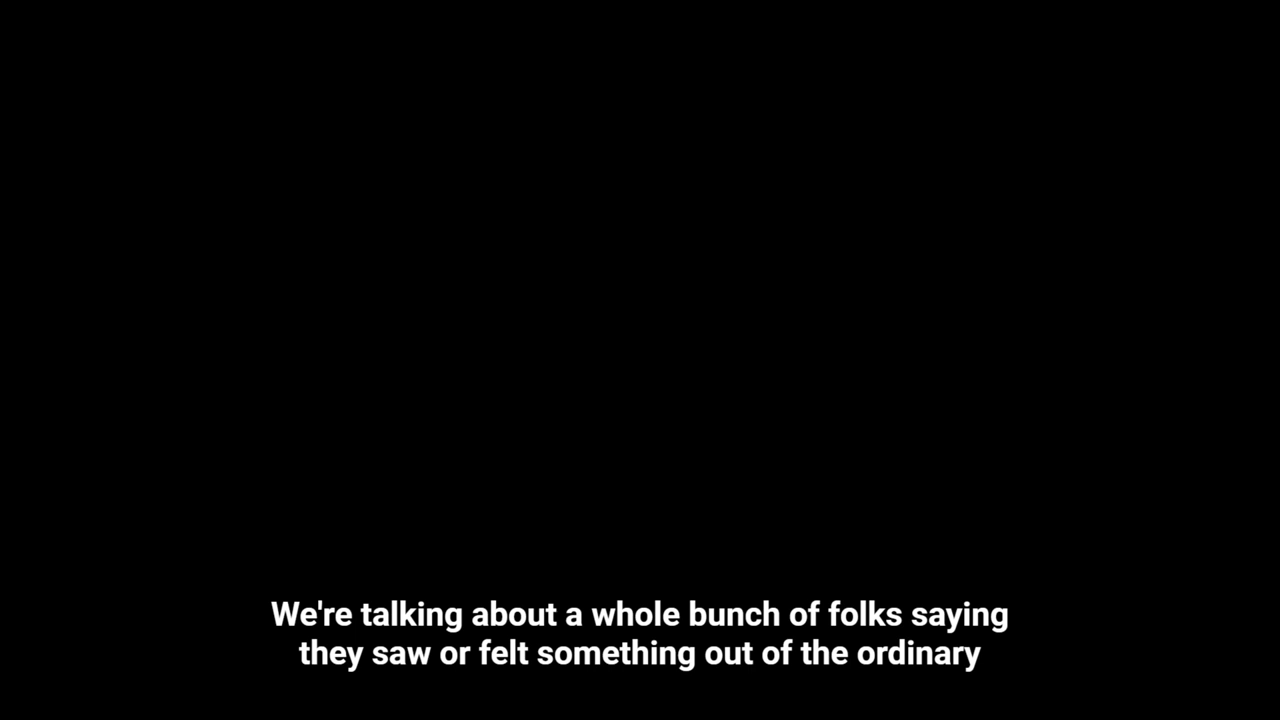 We're talking about a whole bunch of folks saying
they saw or felt something out of the ordinary